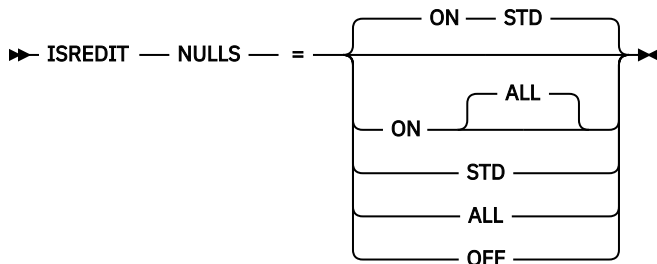 ON STD
ISREDIT NULLS =
ALL
ON
STD
ALL
OFF